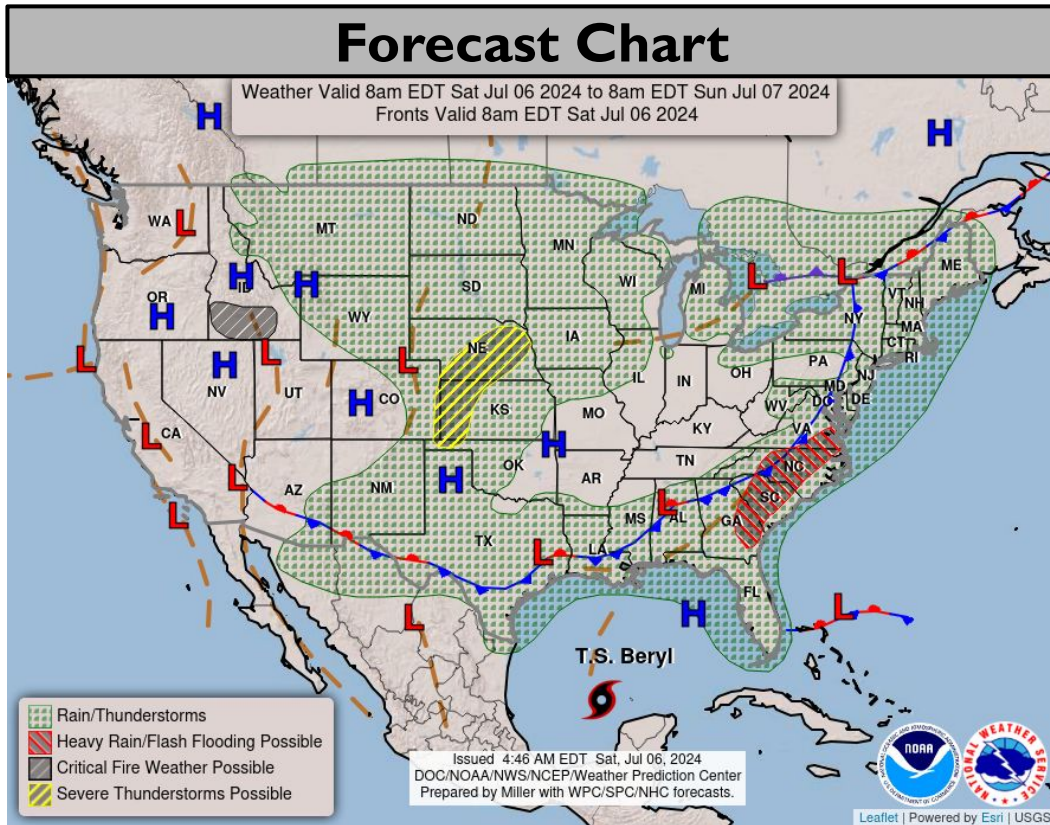 Forecast Chart
Weather Valid 8am EDT Sat Jul 06 2024 to 8am EDT Sun Jul 07 2024
Fronts Valid 8am EDT Sat Jul 06 2024
H
H
WA
L
MT
ND
MN
ME
H
ID
H
L
L
OR
H
SD
WI
MI
VT
NH
WY
NY
MA
NE
IA
CT
RI
L
L
L
H
NV
UT
PA
OH
NJ
IL
IN
MD
DE
DC
H
CO
KS
MO
WV
VA
KY
L
CA
H
TN
NC
OK
AR
L
AZ
NM
H
SC
L
L
MS
AL
GA
TX
L
LA
FL
L
H
L
T.S. Beryl
Rain/Thunderstorms
Heavy Rain/Flash Flooding Possible
Critical Fire Weather Possible
Severe Thunderstorms Possible
Issued 4:46 AM EDT Sat, Jul 06, 2024
DOC/NOAA/NWS/NCEP/Weather Prediction Center
Prepared by Miller with WPC/SPC/NHC forecasts.
NOAA
NATIONAL WEATHER SERVICE
Leaflet | Powered by Esri | USGS